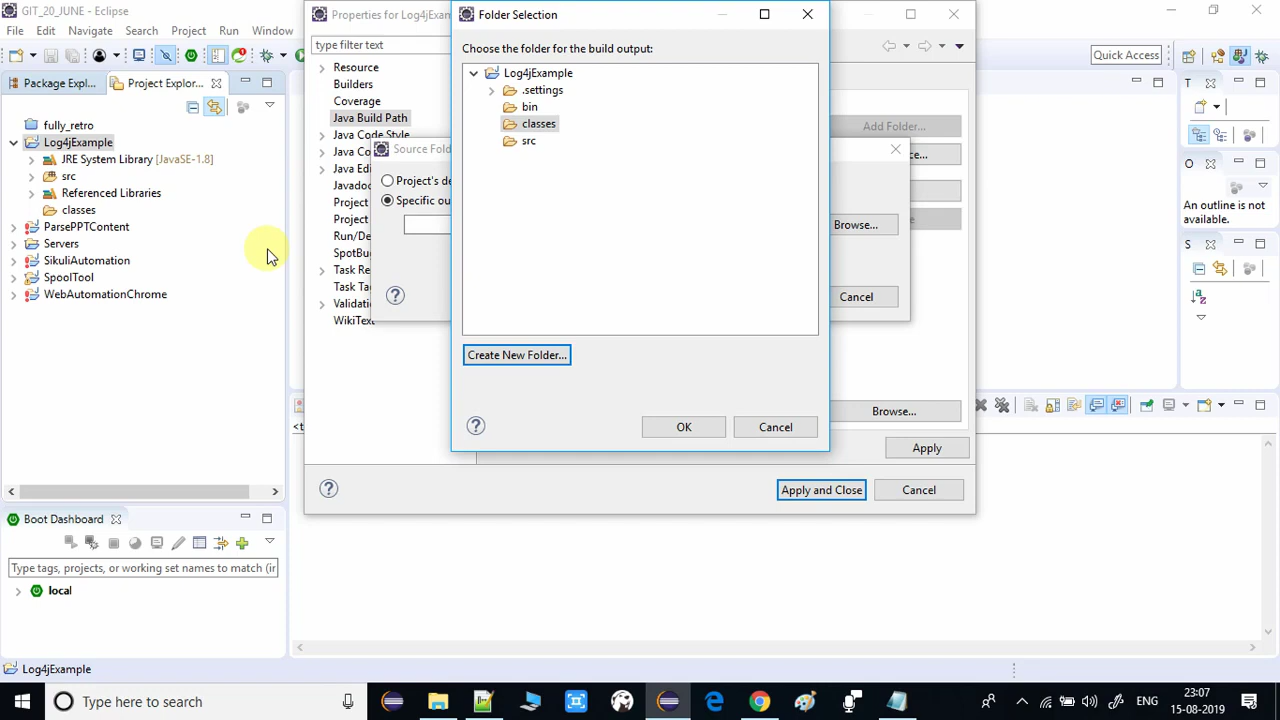 GIT_20_JUNE - Eclipse
File Edit Navigate Search Project Run Window
Quick Access
Package Expl...
Project Explor...
fully_retro
Log4jExample
JRE System Library [JavaSE-1.8]
src
Referenced Libraries
classes
ParsePPTContent
Servers
SikuliAutomation
SpoolTool
WebAutomationChrome
Boot Dashboard
Type tags, projects, or working set names to match (ir
local
Log4jExample
Properties for Log4jExam
type filter text
Resource
Builders
Coverage
Java Build Path
Java Code Style
Java Co
Java Edi
Javadoc
Project
Project
Run/De
SpotBug
Task Re
Task Tag
Validati
WikiText
Add Folder...
ce...
e
Browse...
Apply
Apply and Close
Cancel
Source Fold
Project's de
Specific ou
Browse...
Cancel
Folder Selection
Choose the folder for the build output:
Log4jExample
.settings
bin
classes
src
Create New Folder...
OK
Cancel
<t
T
O
An outline is not
available.
S
Type here to search
ENG
23:07
15-08-2019